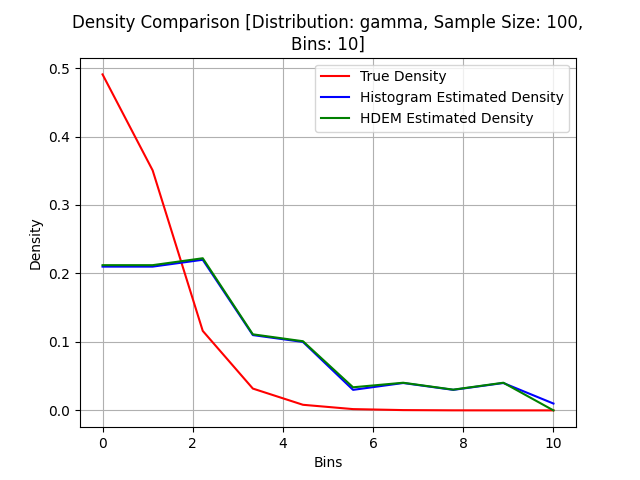 Density Comparison [Distribution: gamma, Sample Size: 100,
Bins: 10]
True Density
Histogram Estimated Density
HDEM Estimated Density
Density
0.5
0.4
0.3
0.2
0.1
0.0
0 2 4 6 8 10
Bins